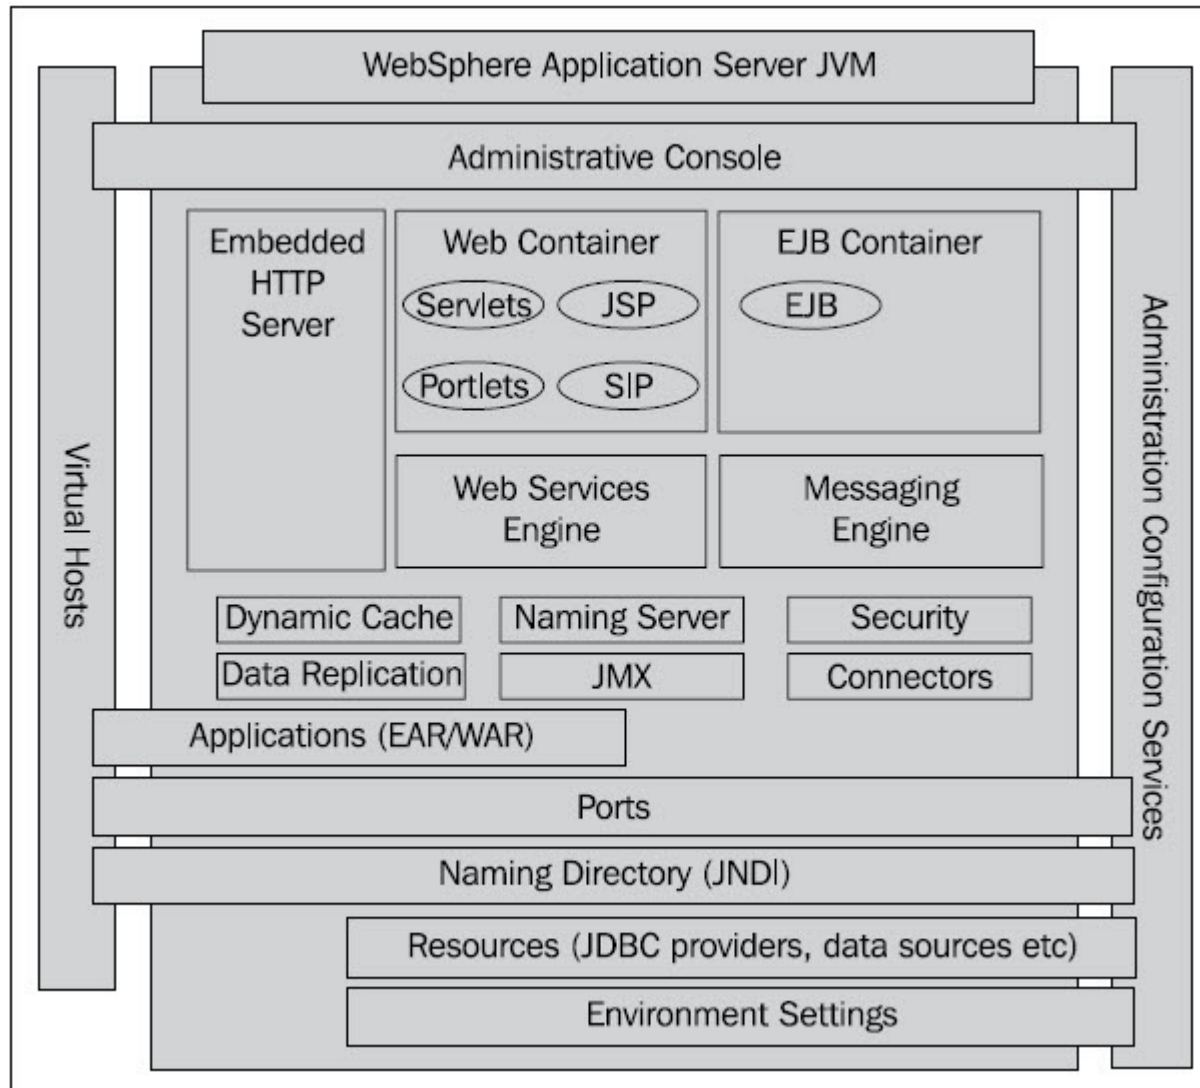 WebSphere Application Server JVM
Administrative Console
Embedded
HTTP
Server
Web Container
Servlets
JSP
Portlets
SIP
EJB Container
EJB
Web Services
Engine
Messaging
Engine
Dynamic Cache
Naming Server
Security
Data Replication
JMX
Connectors
Applications (EAR/WAR)
Ports
Naming Directory (JNDI)
Resources (JDBC providers, data sources etc)
Environment Settings
Virtual Hosts
Administration Configuration Services